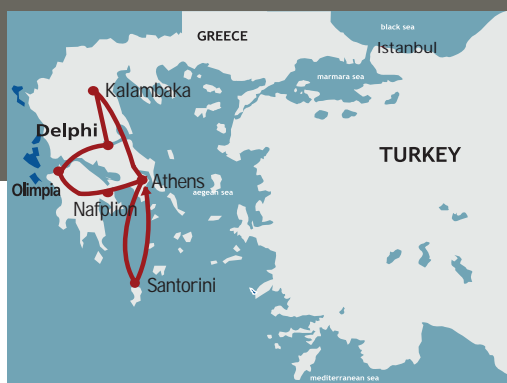 black sea
GREECE
Istanbul
marmara sea
Kalambaka
Delphi
TURKEY
Athens
Olimpia
aegean sea
Nafplion
Santorini
mediterranean sea